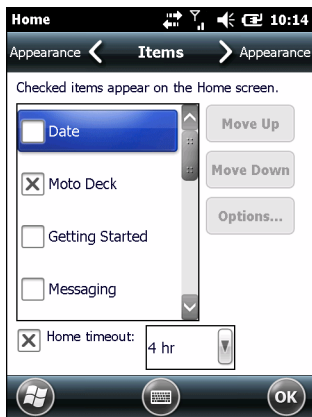 Home 10:14
Appearance Items Appearance
Checked items appear on the Home screen.
Date
Moto Deck
Getting Started
Messaging
Move Up
Move Down
Options...
Home timeout: 4 hr
OK